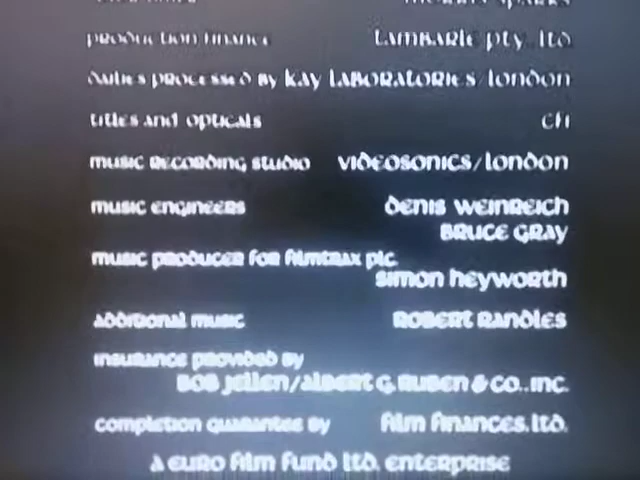 production finance Lambarle pty. ltd
dailies processed by Kay Laboratories/London
titles and opticals
music recording studio Videosonics/London
music engineers Denis Weinreich
Bruce Gray
music producer for Filmtrax plc.
Simon Heyworth
additional music Robert Randles
insurance provided by
Bob Jellen/Albert G. Ruben & Co., Inc.
completion guarantee by Film Finances, Ltd.
a Euro Film Fund Ltd. enterprise